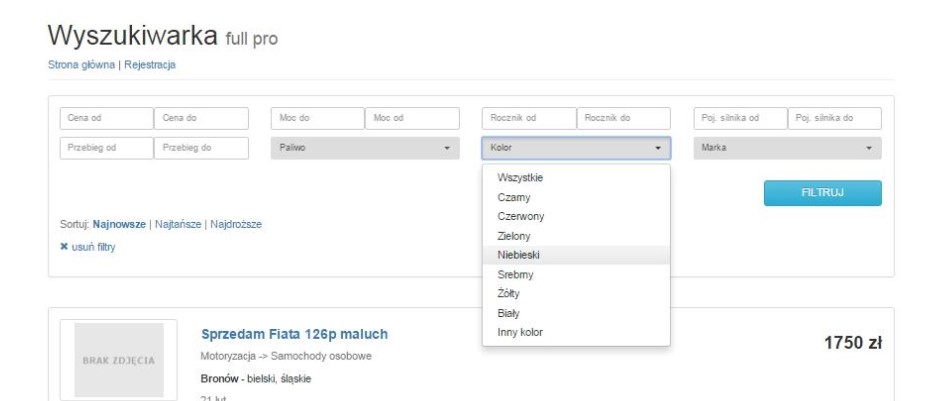 Wyszukiwarka full pro
Strona główna | Rejestracja
Cena od Cena do Moc do Moc od Rocznik od Rocznik do Poj. silnika od Poj. silnika do
Przebieg od Przebieg do Paliwo Kolor Marka
Wszystkie
Czarny
Czerwony
Zielony
Niebieski
Srebrny
Żółty
Biały
Inny kolor
FILTRUJ
Sortuj: Najnowsze | Najtańsze | Najdroższe
✖ usuń filtry
BRAK ZDJĘCIA
Sprzedam Fiata 126p maluch
Motoryzacja -> Samochody osobowe
Bronów - bielski, śląskie
21 lut
1750 zł